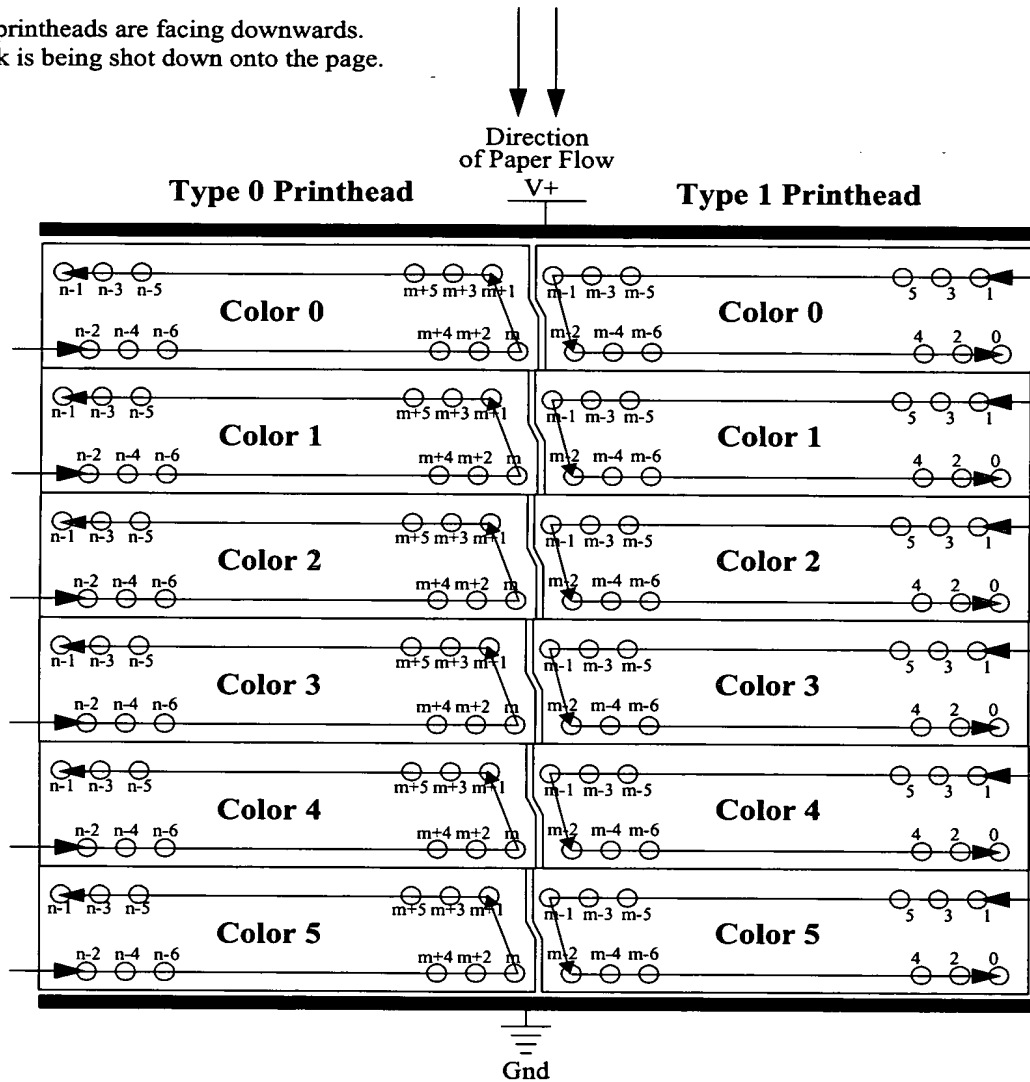 printheads are facing downwards.
k is being shot down onto the page.
Direction
of Paper Flow
Type 0 Printhead V+ Type 1 Printhead
n-1 n-3 n-5 m+5 m+3 m+1 m-1 m-3 m-5 5 3 1
Color 0 Color 0
n-2 n-4 n-6 m+4 m+2 m m-2 m-4 m-6 4 2 0
n-1 n-3 n-5 m+5 m+3 m+1 m-1 m-3 m-5 5 3 1
Color 1 Color 1
n-2 n-4 n-6 m+4 m+2 m m-2 m-4 m-6 4 2 0
n-1 n-3 n-5 m+5 m+3 m+1 m-1 m-3 m-5 5 3 1
Color 2 Color 2
n-2 n-4 n-6 m+4 m+2 m m-2 m-4 m-6 4 2 0
n-1 n-3 n-5 m+5 m+3 m+1 m-1 m-3 m-5 5 3 1
Color 3 Color 3
n-2 n-4 n-6 m+4 m+2 m m-2 m-4 m-6 4 2 0
n-1 n-3 n-5 m+5 m+3 m+1 m-1 m-3 m-5 5 3 1
Color 4 Color 4
n-2 n-4 n-6 m+4 m+2 m m-2 m-4 m-6 4 2 0
n-1 n-3 n-5 m+5 m+3 m+1 m-1 m-3 m-5 5 3 1
Color 5 Color 5
n-2 n-4 n-6 m+4 m+2 m m-2 m-4 m-6 4 2 0
Gnd